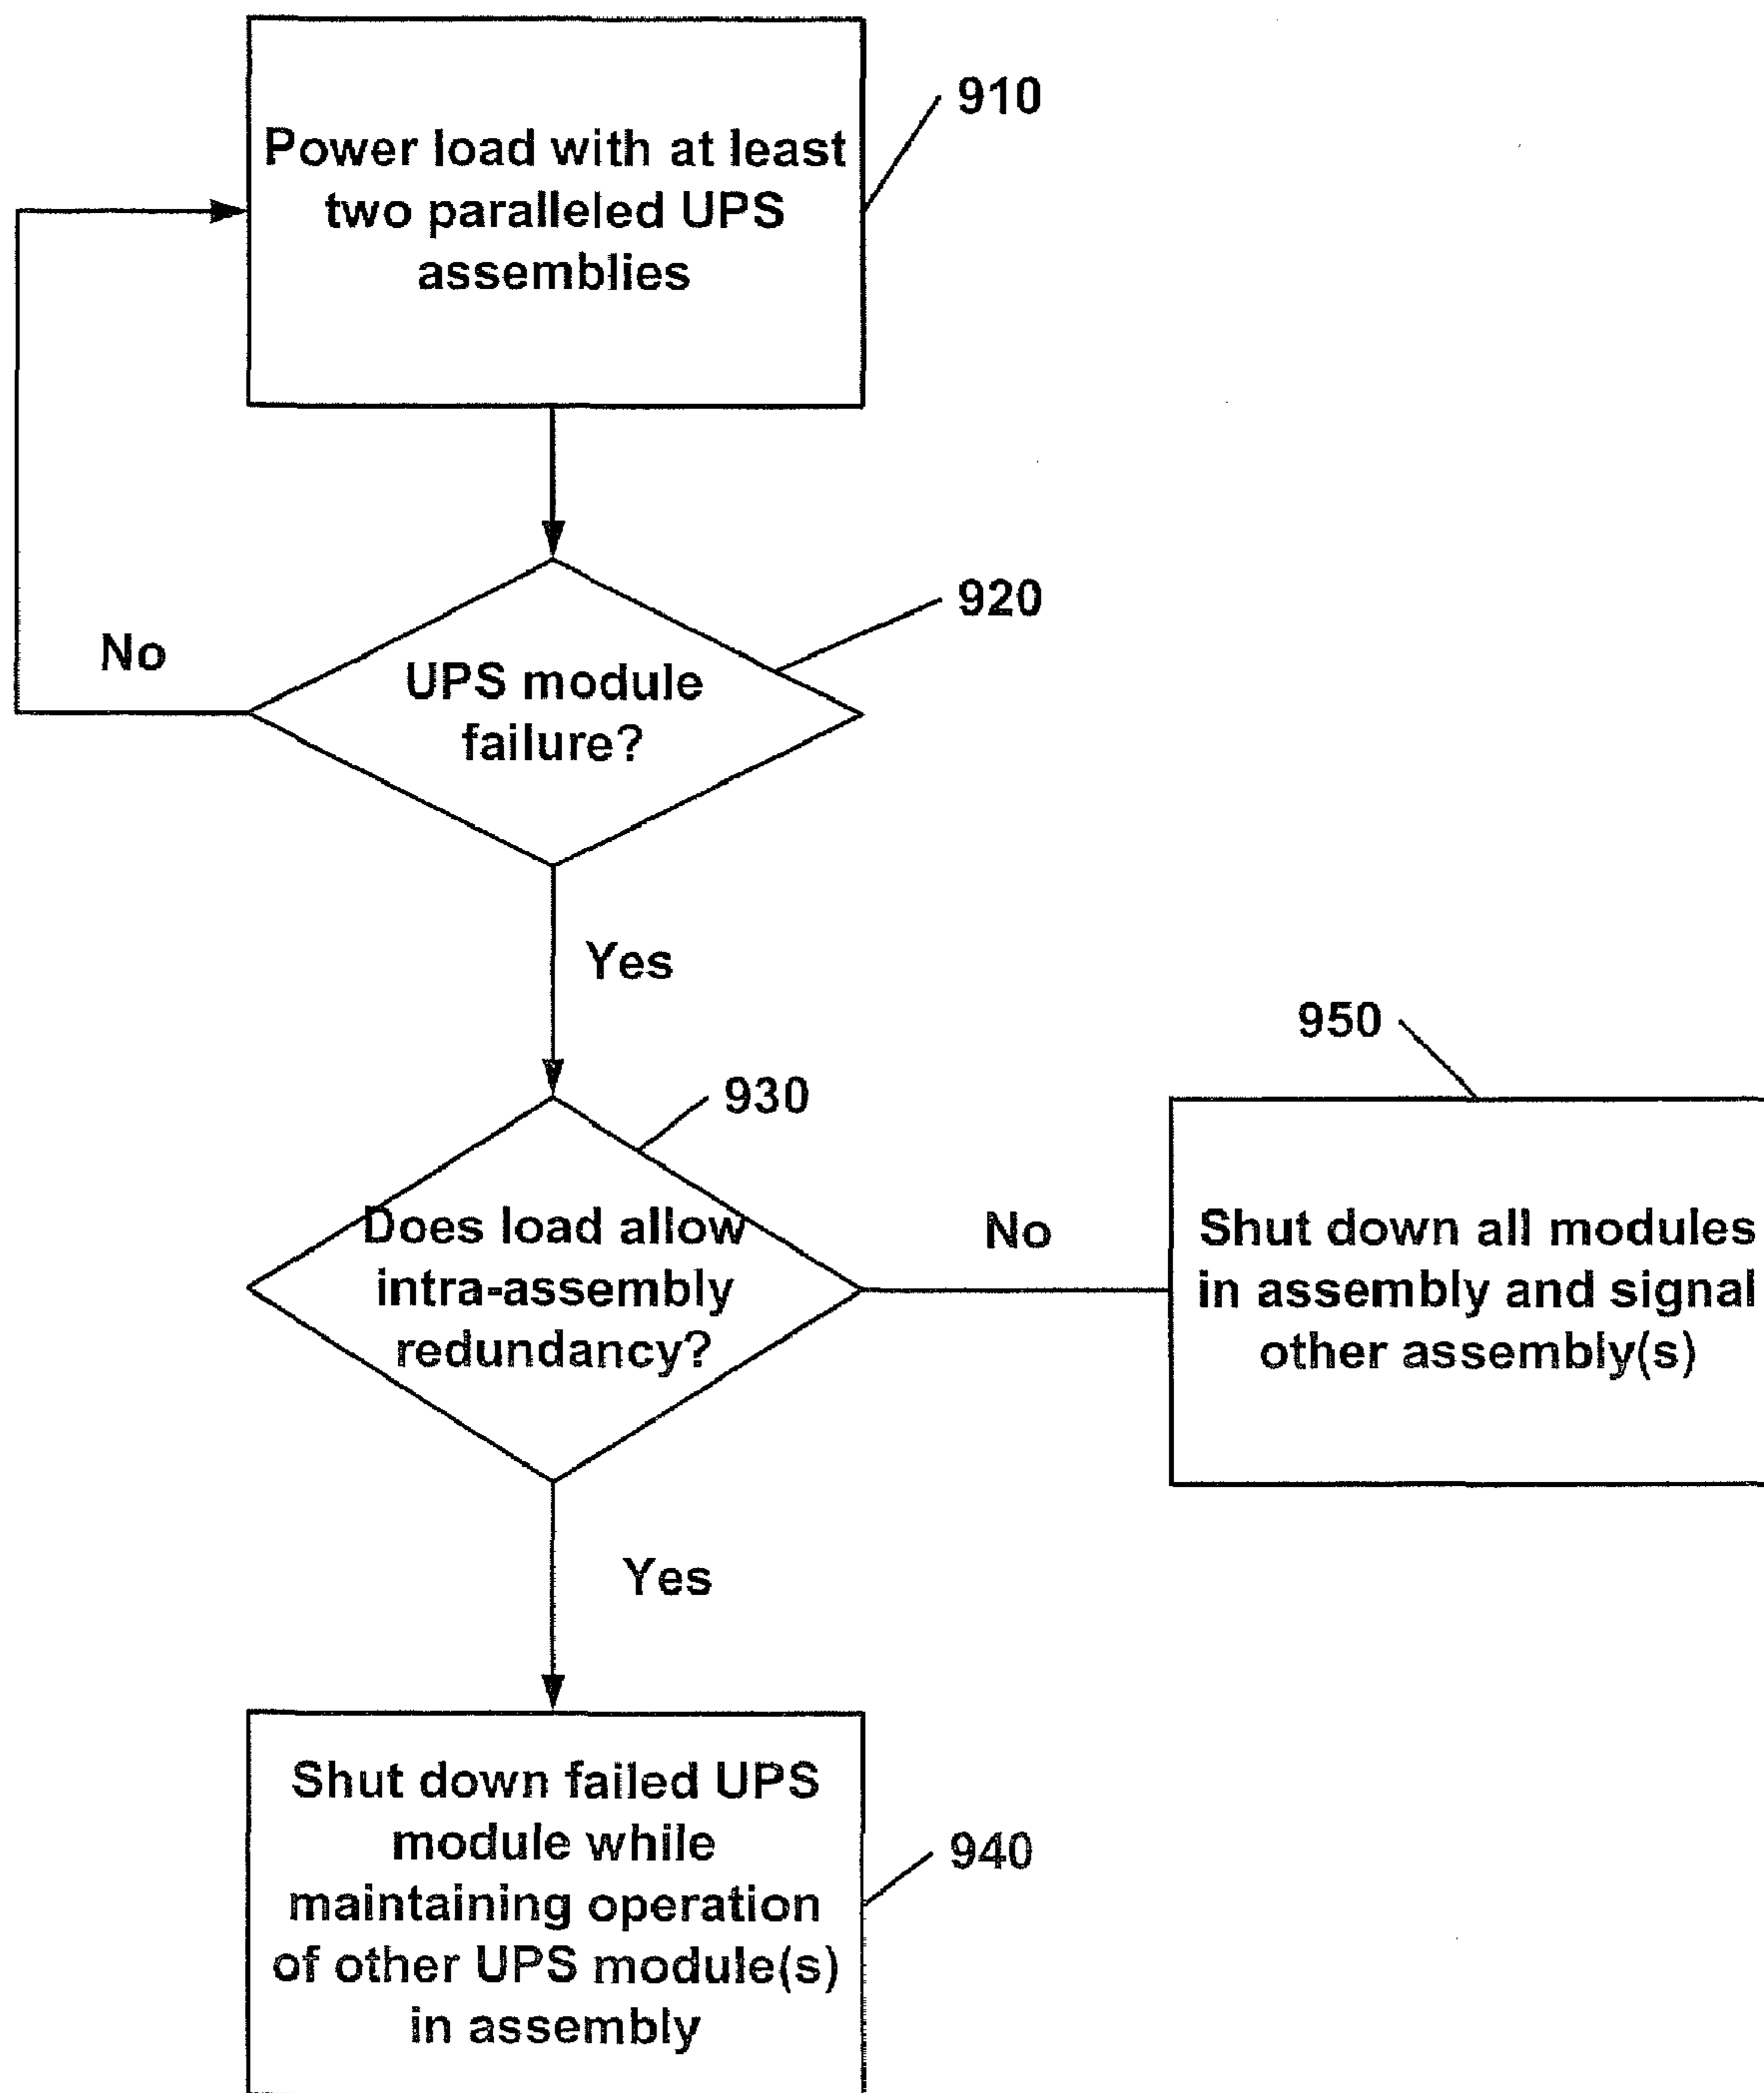 Power load with at least
two paralleled UPS
assemblies
910
920
No
UPS module
failure?
Yes
930
950
Does load allow
intra-assembly
redundancy?
No
Shut down all modules
in assembly and signal
other assembly(s)
Yes
Shut down failed UPS
module while
maintaining operation
of other UPS module(s)
in assembly
940